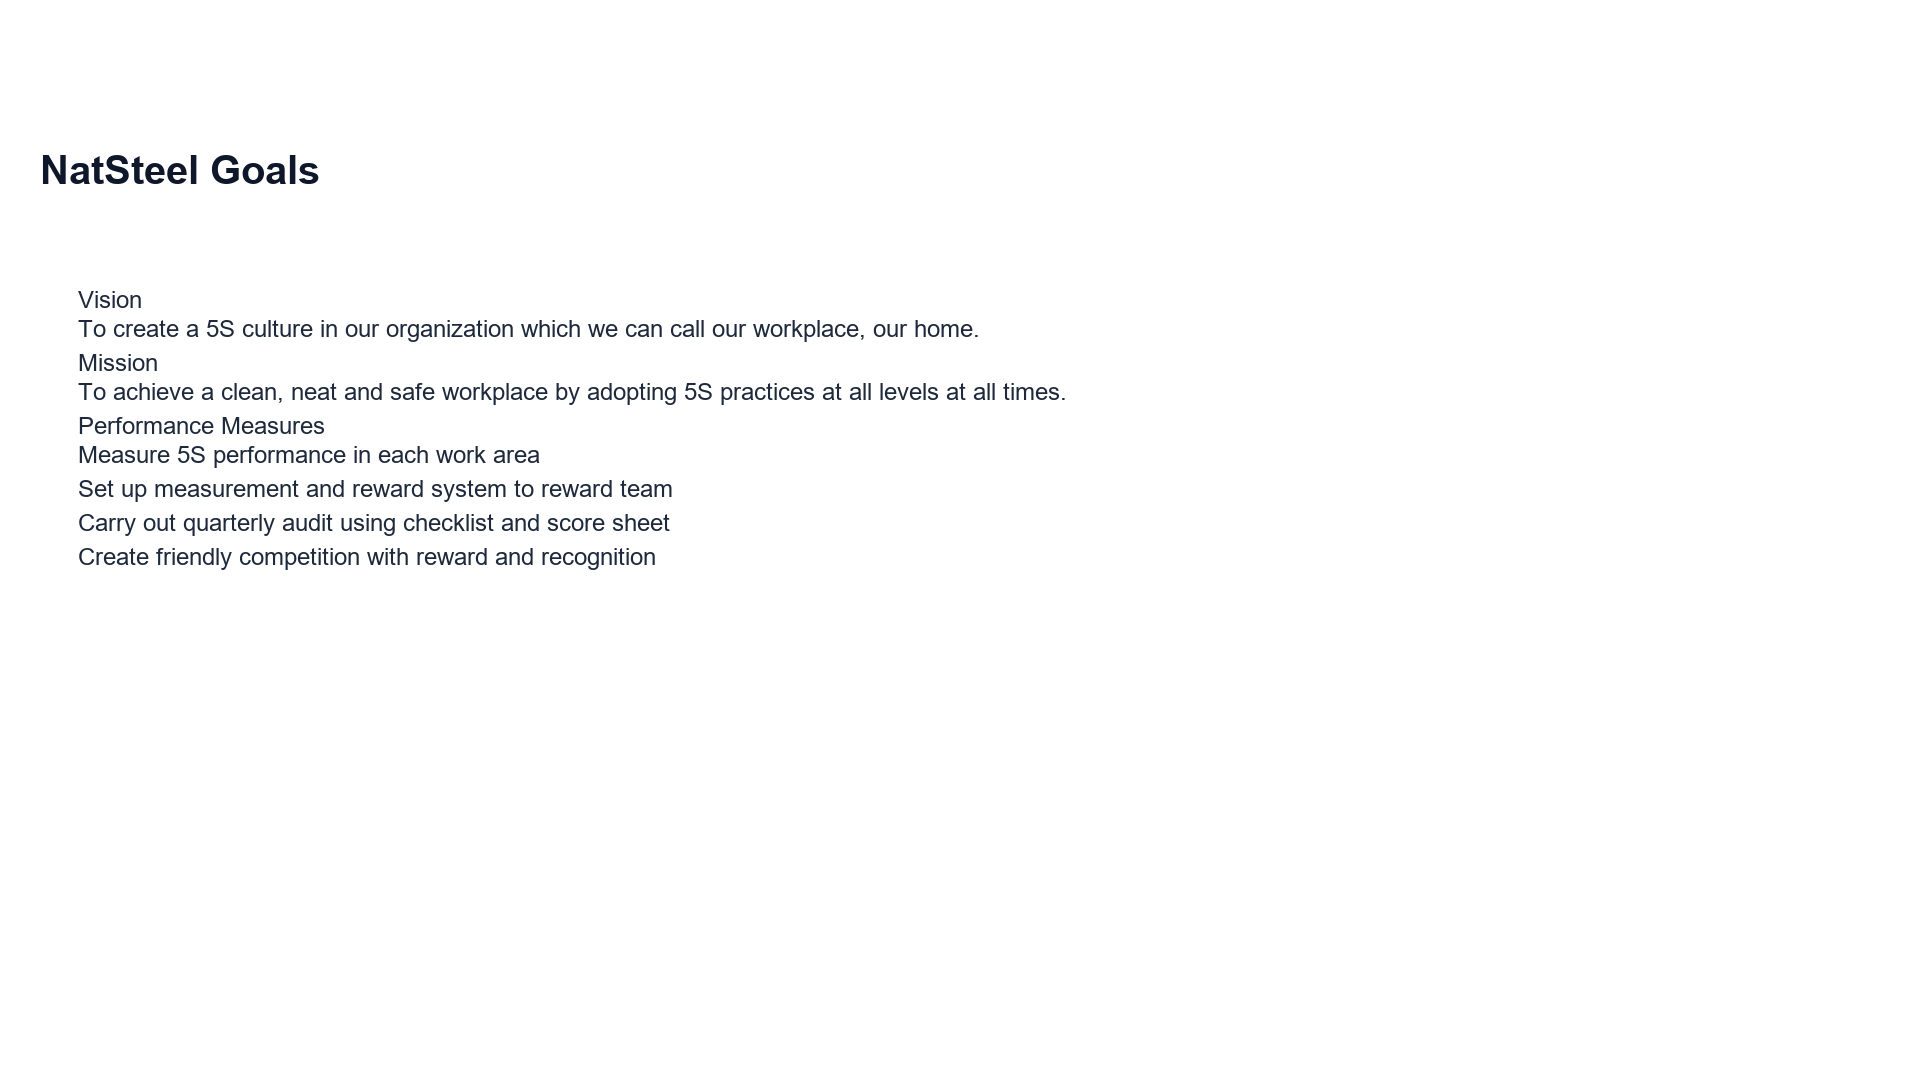 NatSteel Goals
Vision
To create a 5S culture in our organization which we can call our workplace, our home.
Mission
To achieve a clean, neat and safe workplace by adopting 5S practices at all levels at all times.
Performance Measures
Measure 5S performance in each work area
Set up measurement and reward system to reward team
Carry out quarterly audit using checklist and score sheet
Create friendly competition with reward and recognition